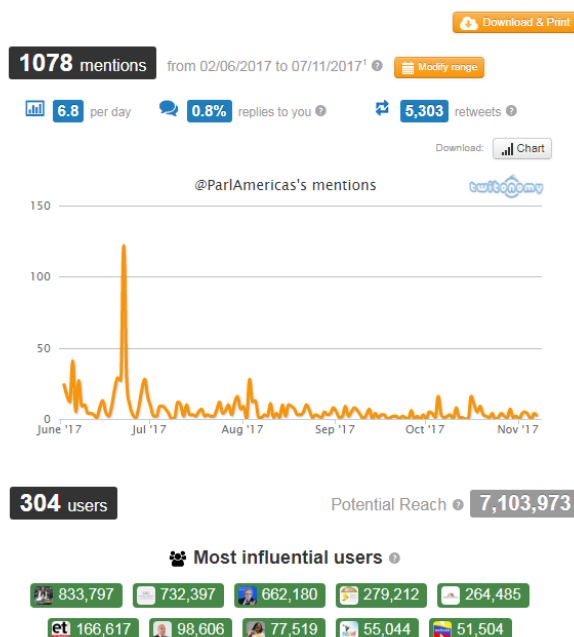 Download & Print
1078 mentions from 02/06/2017 to 07/11/2017¹ ? Modify range
6.8 per day 0.8% replies to you ? 5,303 retweets ?
Download: Chart
@ParlAmericas's mentions twitonomy
150
100
50
0
June '17 Jul '17 Aug '17 Sep '17 Oct '17 Nov '17
304 users Potential Reach ? 7,103,973
Most influential users ?
833,797 732,397 662,180 279,212 264,485
et 166,617 98,606 77,519 55,044 51,504